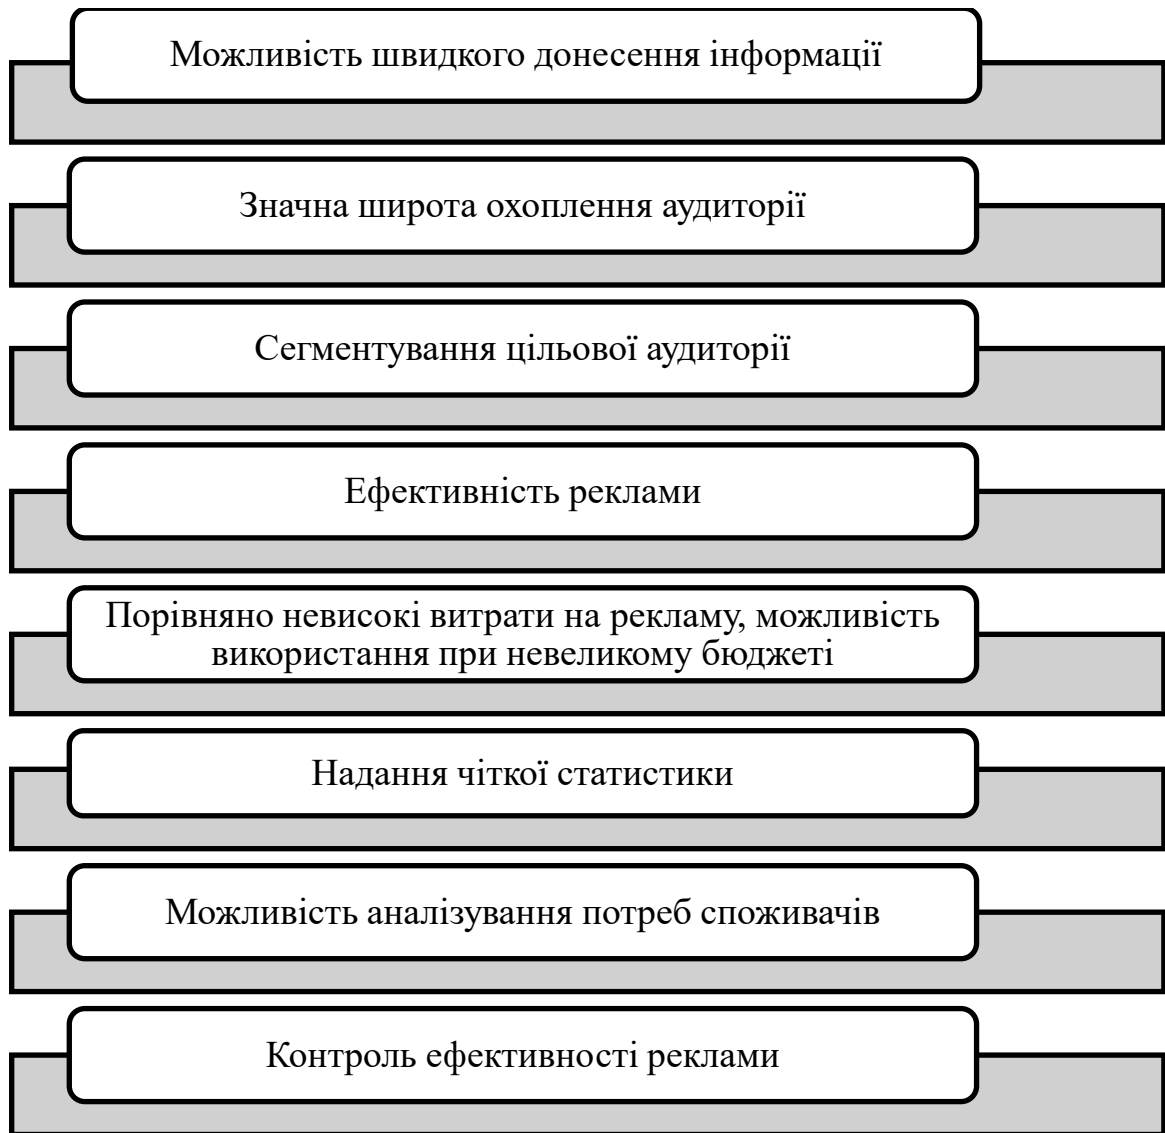 Можливість швидкого донесення інформації
Значна широта охоплення аудиторії
Сегментування цільової аудиторії
Ефективність реклами
Порівняно невисокі витрати на рекламу, можливість
використання при невеликому бюджеті
Надання чіткої статистики
Можливість аналізування потреб споживачів
Контроль ефективності реклами